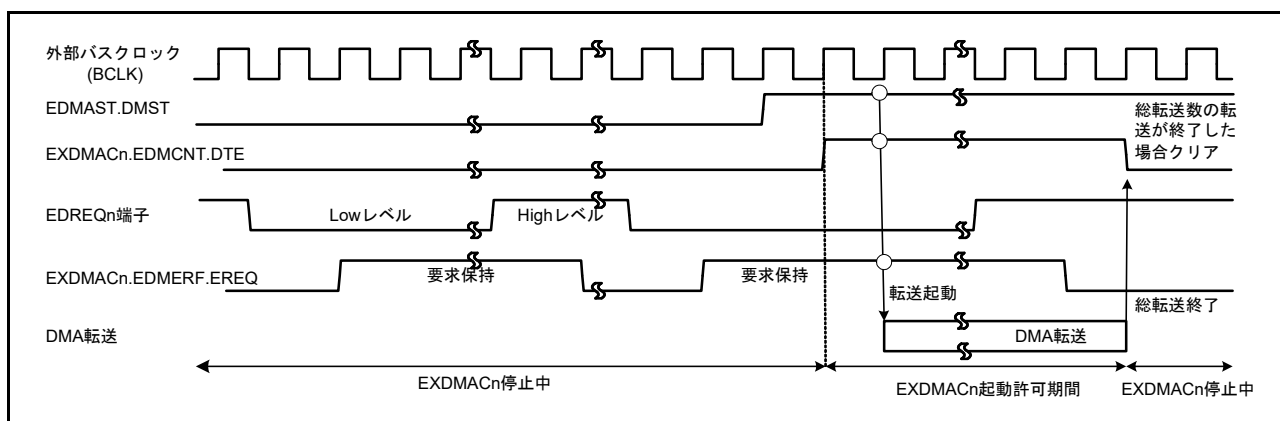 外部バスクロック
(BCLK)
EDMAST.DMST
EXDMACn.EDMCNT.DTE
総転送数の転
送が終了した
場合クリア
EDREQn端子
Lowレベル
Highレベル
EXDMACn.EDMERF.EREQ
要求保持
要求保持
転送起動
総転送終了
DMA転送
DMA転送
EXDMACn停止中
EXDMACn起動許可期間
EXDMACn停止中